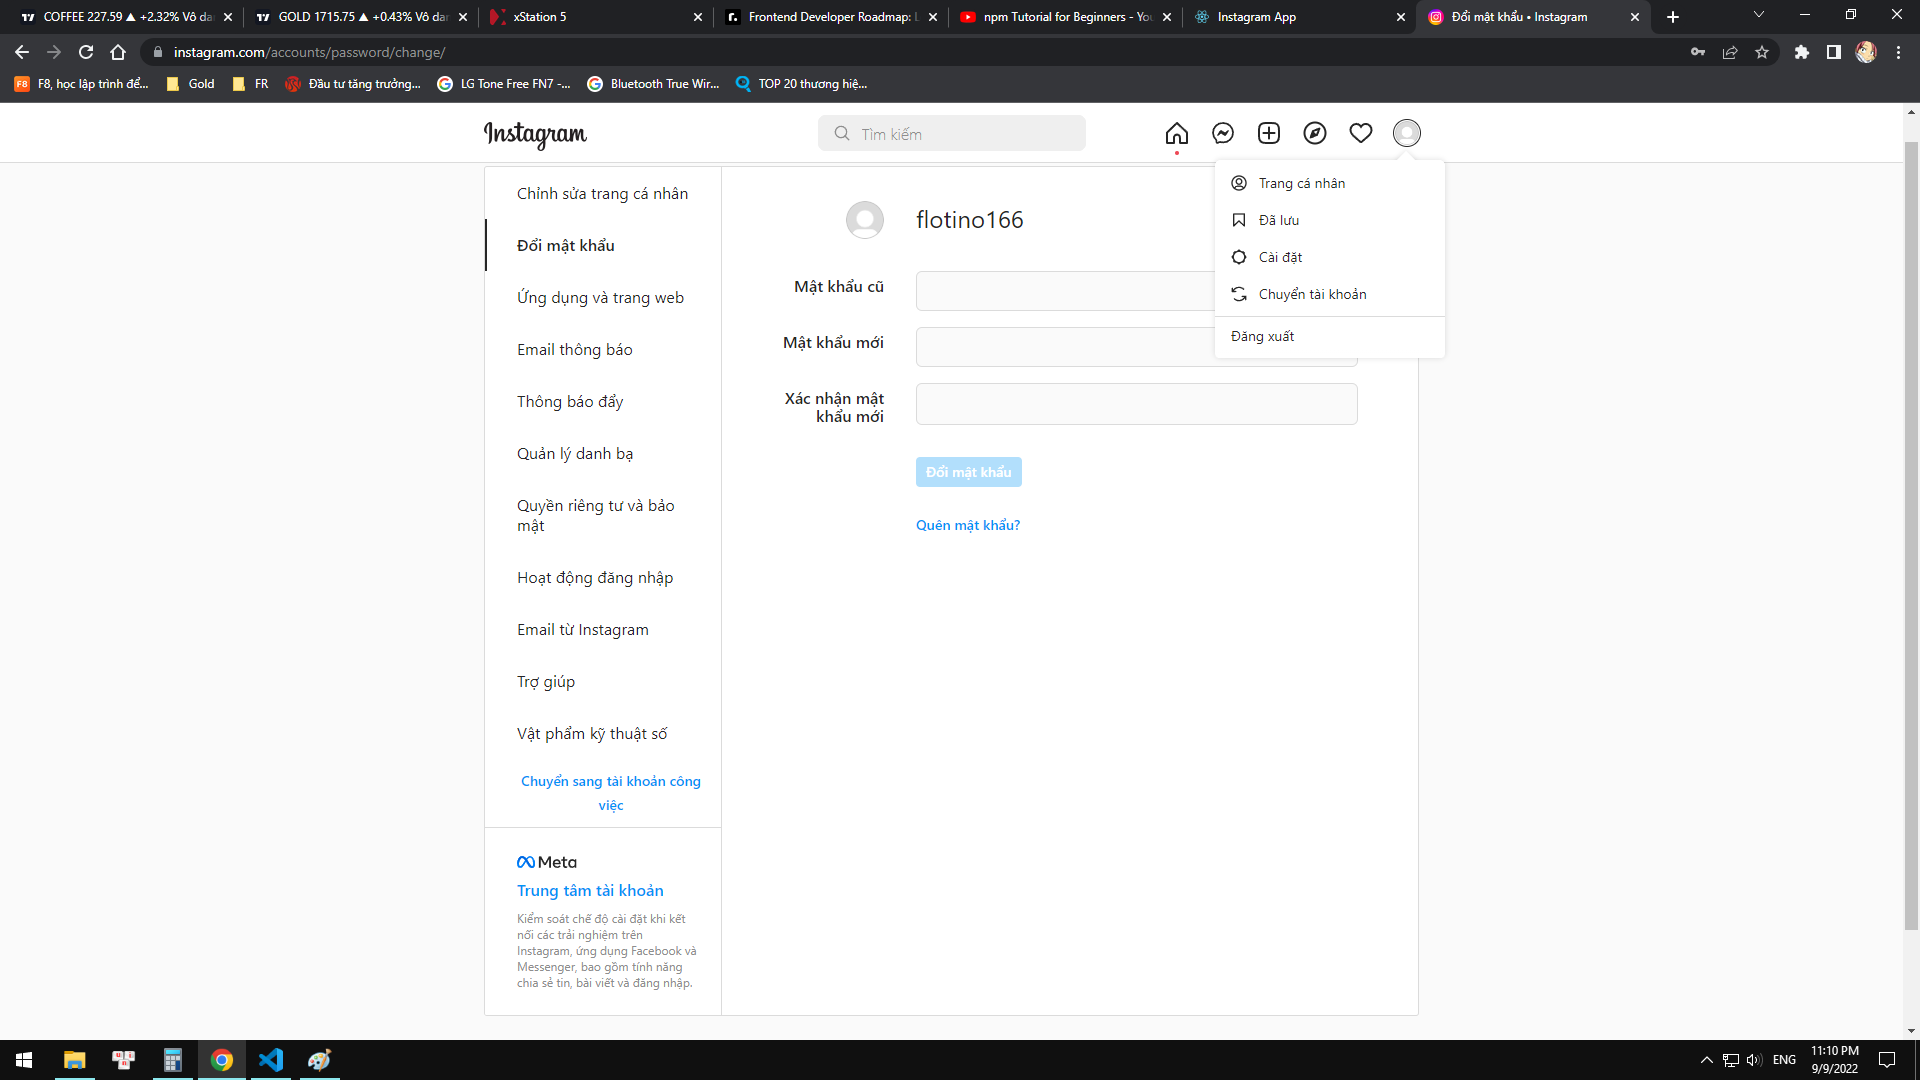 COFFEE 227.59 ▲ +2.32% Vô da
GOLD 1715.75 ▲ +0.43% Vô da
xStation 5
Frontend Developer Roadmap: L
npm Tutorial for Beginners - You
Instagram App
Đổi mật khẩu • Instagram
instagram.com/accounts/password/change/
F8, học lập trình để...
Gold
FR
Đầu tư tăng trưởng...
LG Tone Free FN7 -...
Bluetooth True Wir...
TOP 20 thương hiệ...
Instagram
Tìm kiếm
Trang cá nhân
Đã lưu
Cài đặt
Chuyển tài khoản
Đăng xuất
Chỉnh sửa trang cá nhân
Đổi mật khẩu
Ứng dụng và trang web
Email thông báo
Thông báo đẩy
Quản lý danh bạ
Quyền riêng tư và bảo
mật
Hoạt động đăng nhập
Email từ Instagram
Trợ giúp
Vật phẩm kỹ thuật số
Chuyển sang tài khoản công
việc
Meta
Trung tâm tài khoản
Kiểm soát chế độ cài đặt khi kết
nối các trải nghiệm trên
Instagram, ứng dụng Facebook và
Messenger, bao gồm tính năng
chia sẻ tin, bài viết và đăng nhập.
flotino166
Mật khẩu cũ
Mật khẩu mới
Xác nhận mật
khẩu mới
Đổi mật khẩu
Quên mật khẩu?
ENG
11:10 PM
9/9/2022